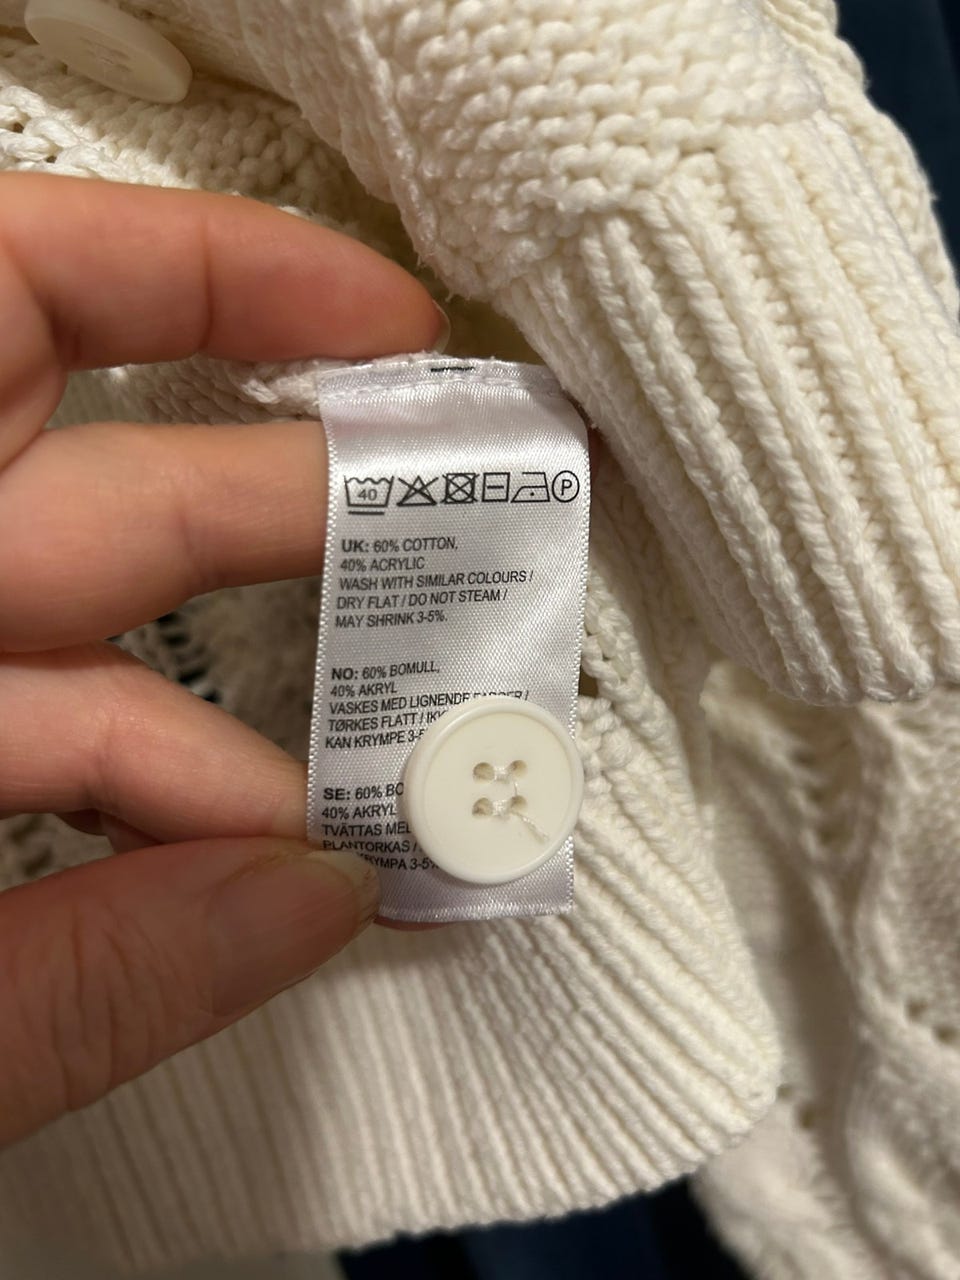 40 P
UK: 60% COTTON,
40% ACRYLIC
WASH WITH SIMILAR COLOURS /
DRY FLAT / DO NOT STEAM /
MAY SHRINK 3-5%.
NO: 60% BOMULL,
40% AKRYL
VASKES MED LIGNENDE
TØRKES FLATT /
KAN KRYMPE
SE: 60%
40% AKRYL
TVÄTTAS
PLANTORKAS /
3-5%